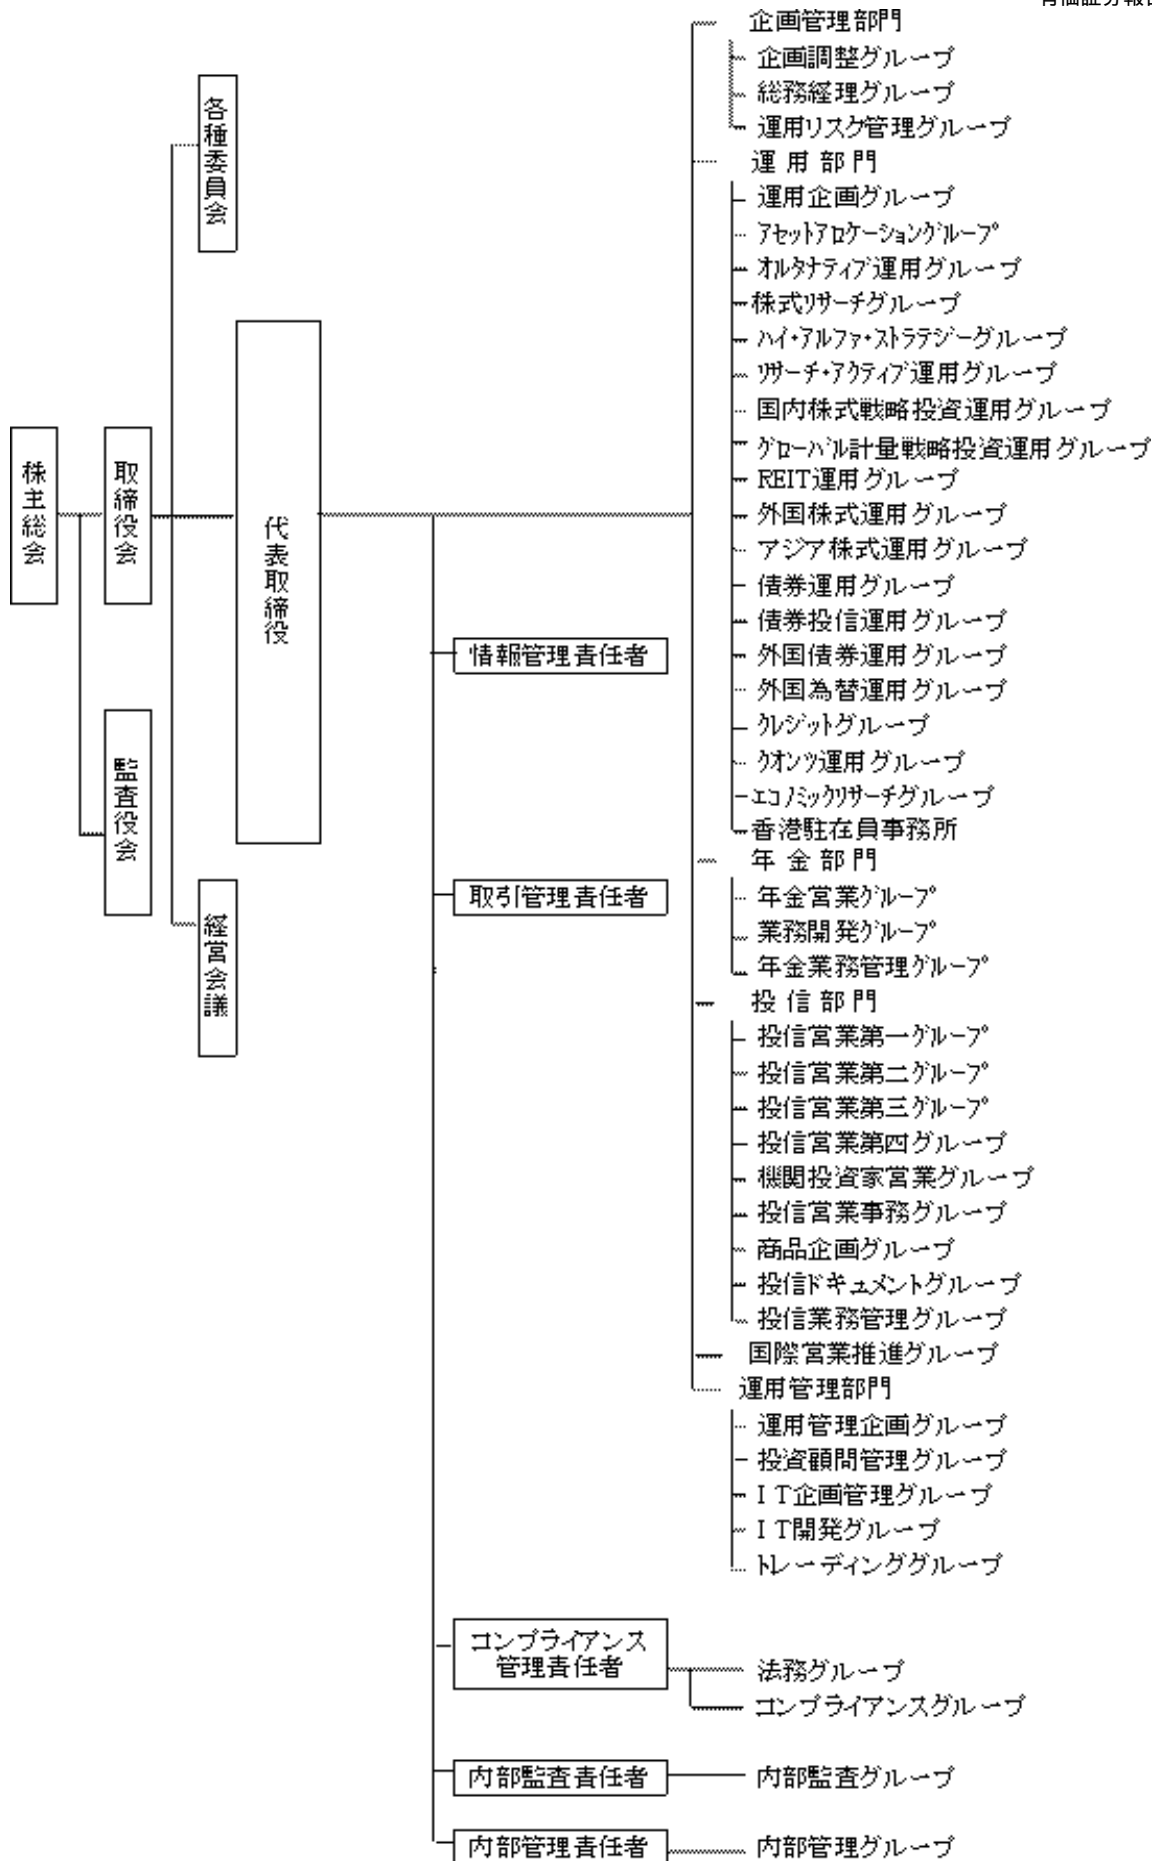 企画管理部門
企画調整グループ
総務経理グループ
運用リスク管理グループ
運用部門
運用企画グループ
アセットアロケーショングループ
オルタナティブ運用グループ
株式リサーチグループ
ハイ・アルファ・ストラテジーグループ
リサーチ・アクティブ運用グループ
国内株式戦略投資運用グループ
グローバル計量戦略投資運用グループ
REIT運用グループ
外国株式運用グループ
アジア株式運用グループ
債券運用グループ
債券投信運用グループ
外国債券運用グループ
外国為替運用グループ
クレジットグループ
クオンツ運用グループ
エコノミックリサーチグループ
香港駐在員事務所
年金部門
年金営業グループ
業務開発グループ
年金業務管理グループ
投信部門
投信営業第一グループ
投信営業第二グループ
投信営業第三グループ
投信営業第四グループ
機関投資家営業グループ
投信営業事務グループ
商品企画グループ
投信ドキュメントグループ
投信業務管理グループ
国際営業推進グループ
運用管理部門
運用管理企画グループ
投資顧問管理グループ
IT企画管理グループ
IT開発グループ
トレーディンググループ
株主総会
取締役会
監査役会
各種委員会
経営会議
代表取締役
情報管理責任者
取引管理責任者
コンプライアンス
管理責任者
法務グループ
コンプライアンスグループ
内部監査責任者
内部監査グループ
内部管理責任者
内部管理グループ